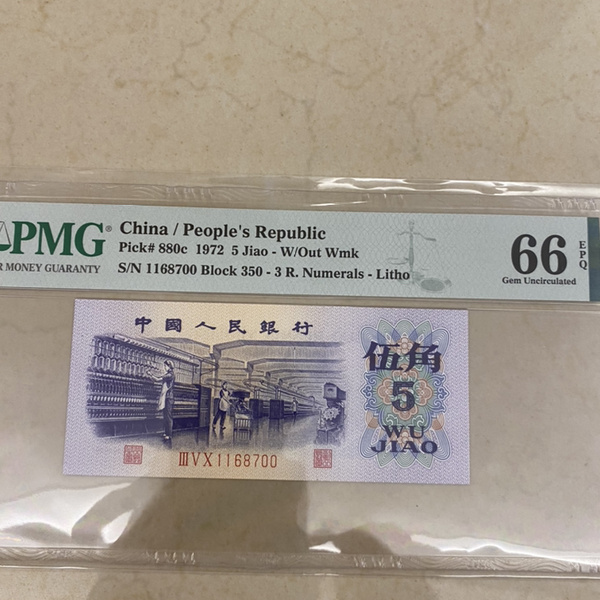 PMG®
R MONEY GUARANTY
China / People's Republic
Pick# 880c 1972 5 Jiao - W/Out Wmk
S/N 1168700 Block 350 - 3 R. Numerals - Litho
66 EPQ
Gem Uncirculated
中國人民銀行
伍角
5
WU
JIAO
ⅢⅤⅩ1168700